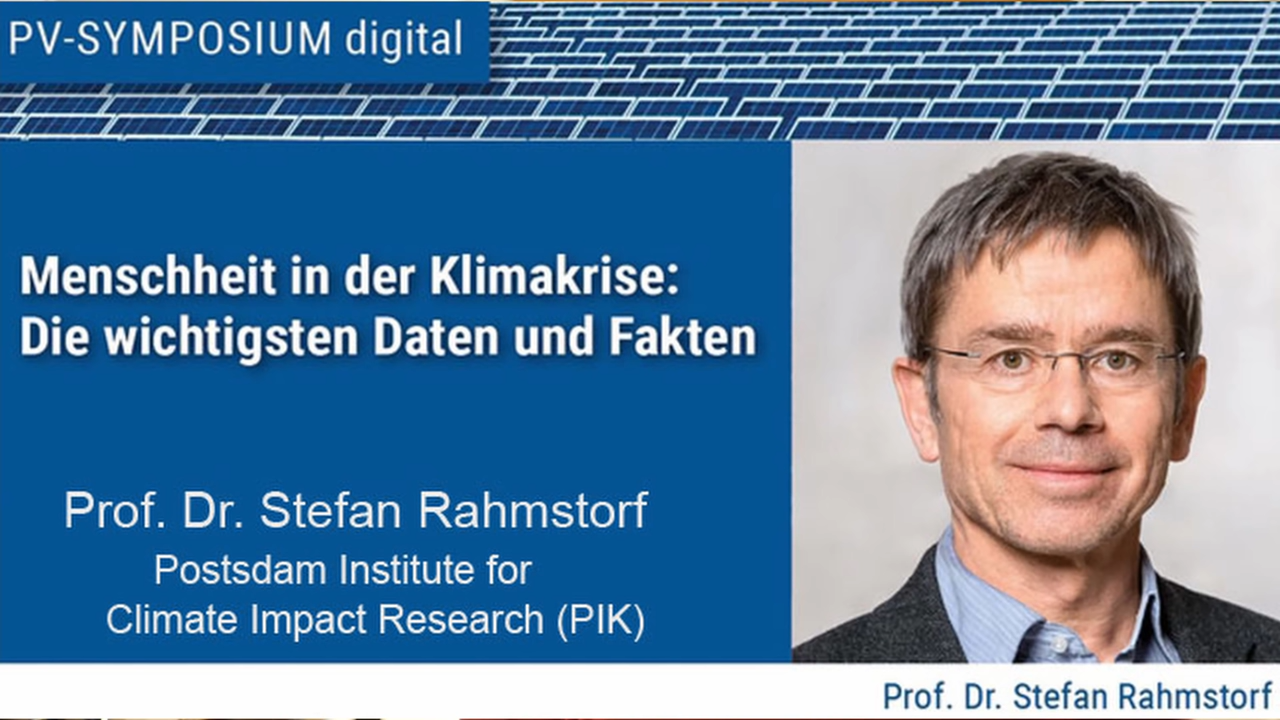 PV-SYMPOSIUM digital
Menschheit in der Klimakrise:
Die wichtigsten Daten und Fakten
Prof. Dr. Stefan Rahmstorf
Postsdam Institute for
Climate Impact Research (PIK)
Prof. Dr. Stefan Rahmstorf